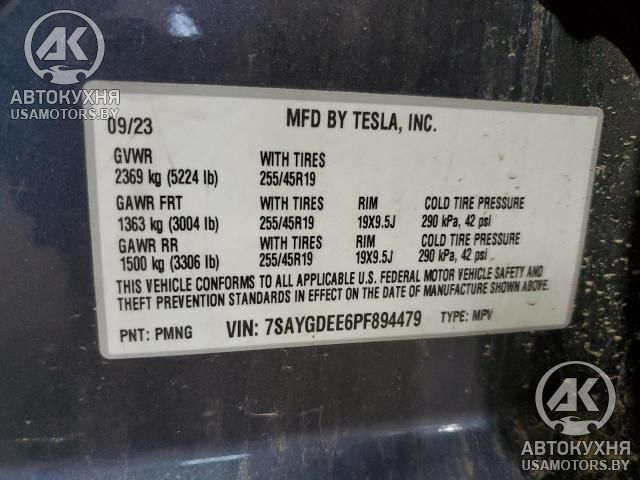 АК
АВТОКУХНЯ
USAMOTORS.BY
09/23 MFD BY TESLA, INC.
GVWR WITH TIRES
2369 kg (5224 lb) 255/45R19
GAWR FRT WITH TIRES RIM COLD TIRE PRESSURE
1363 kg (3004 lb) 255/45R19 19X9.5J 290 kPa, 42 psi
GAWR RR WITH TIRES RIM COLD TIRE PRESSURE
1500 kg (3306 lb) 255/45R19 19X9.5J 290 kPa, 42 psi
THIS VEHICLE CONFORMS TO ALL APPLICABLE U.S. FEDERAL MOTOR VEHICLE SAFETY AND
THEFT PREVENTION STANDARDS IN EFFECT ON THE DATE OF MANUFACTURE SHOWN ABOVE.
PNT: PMNG VIN: 7SAYGDEE6PF894479 TYPE: MPV
АК
АВТОКУХНЯ
USAMOTORS.BY